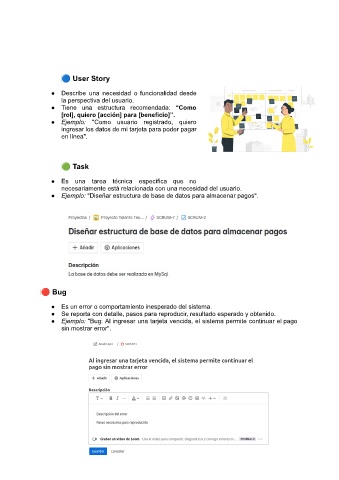 User Story
● Describe una necesidad o funcionalidad desde
la perspectiva del usuario.
● Tiene una estructura recomendada: "Como
[rol], quiero [acción] para [beneficio]".
● Ejemplo: "Como usuario registrado, quiero
ingresar los datos de mi tarjeta para poder pagar
en línea".
Task
● Es una tarea técnica específica que no
necesariamente está relacionada con una necesidad del usuario.
● Ejemplo: "Diseñar estructura de base de datos para almacenar pagos".
Proyectos / Proyecto Talento Tec... / SCRUM-1 / SCRUM-2
Diseñar estructura de base de datos para almacenar pagos
+ Añadir Aplicaciones
Descripción
La base de datos debe ser realizada en MySql
Bug
● Es un error o comportamiento inesperado del sistema.
● Se reporta con detalle, pasos para reproducir, resultado esperado y obtenido.
● Ejemplo: "Bug: Al ingresar una tarjeta vencida, el sistema permite continuar el pago
sin mostrar error".
Al ingresar una tarjeta vencida, el sistema permite continuar el
pago sin mostrar error
+ Añadir Aplicaciones
Descripción
Descripción del error
Pasos necesarios para reproducirlo
Grabar un vídeo de Loom
Guardar Cancelar